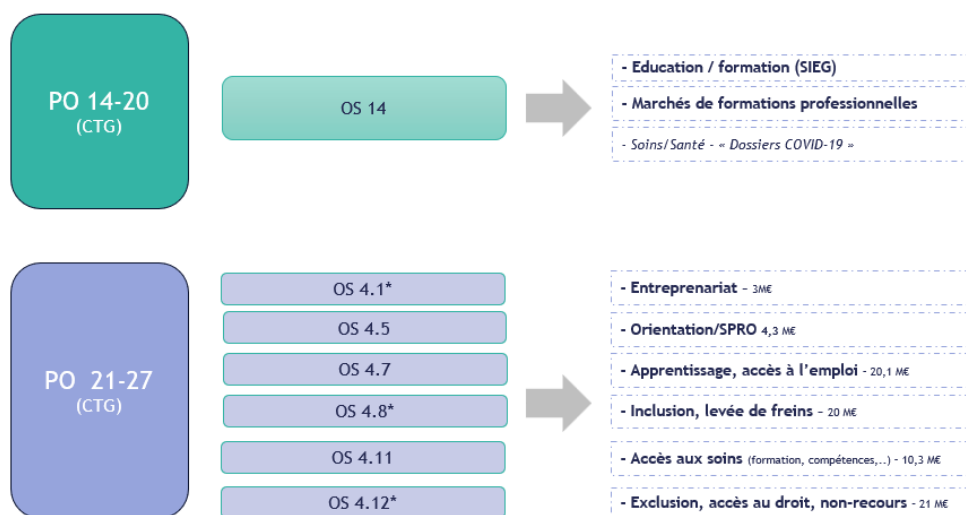 PO 14-20
(CTG)
OS 14
- Education / formation (SIEG)
- Marchés de formations professionnelles
- Soins/Santé - « Dossiers COVID-19 »
PO 21-27
(CTG)
OS 4.1*
- Entreprenariat - 3M€
OS 4.5
- Orientation/SPRO 4,3 M€
OS 4.7
- Apprentissage, accès à l'emploi - 20,1 M€
OS 4.8*
- Inclusion, levée de freins - 20 M€
OS 4.11
- Accès aux soins (formation, compétences,..) - 10,3 M€
OS 4.12*
- Exclusion, accès au droit, non-recours - 21 M€